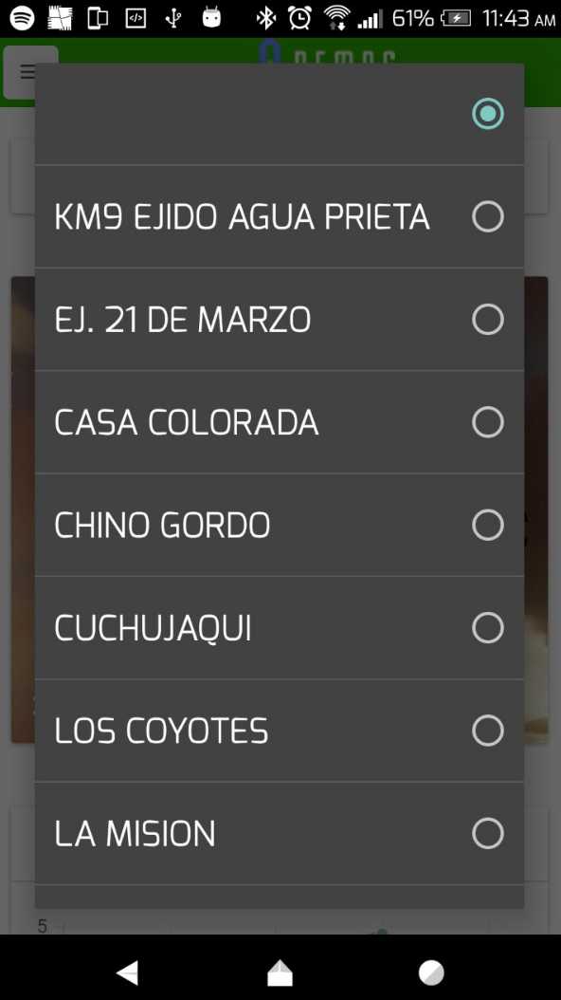 61% 11:43 AM
KM9 EJIDO AGUA PRIETA
EJ. 21 DE MARZO
CASA COLORADA
CHINO GORDO
CUCHUJAQUI
LOS COYOTES
LA MISION
5